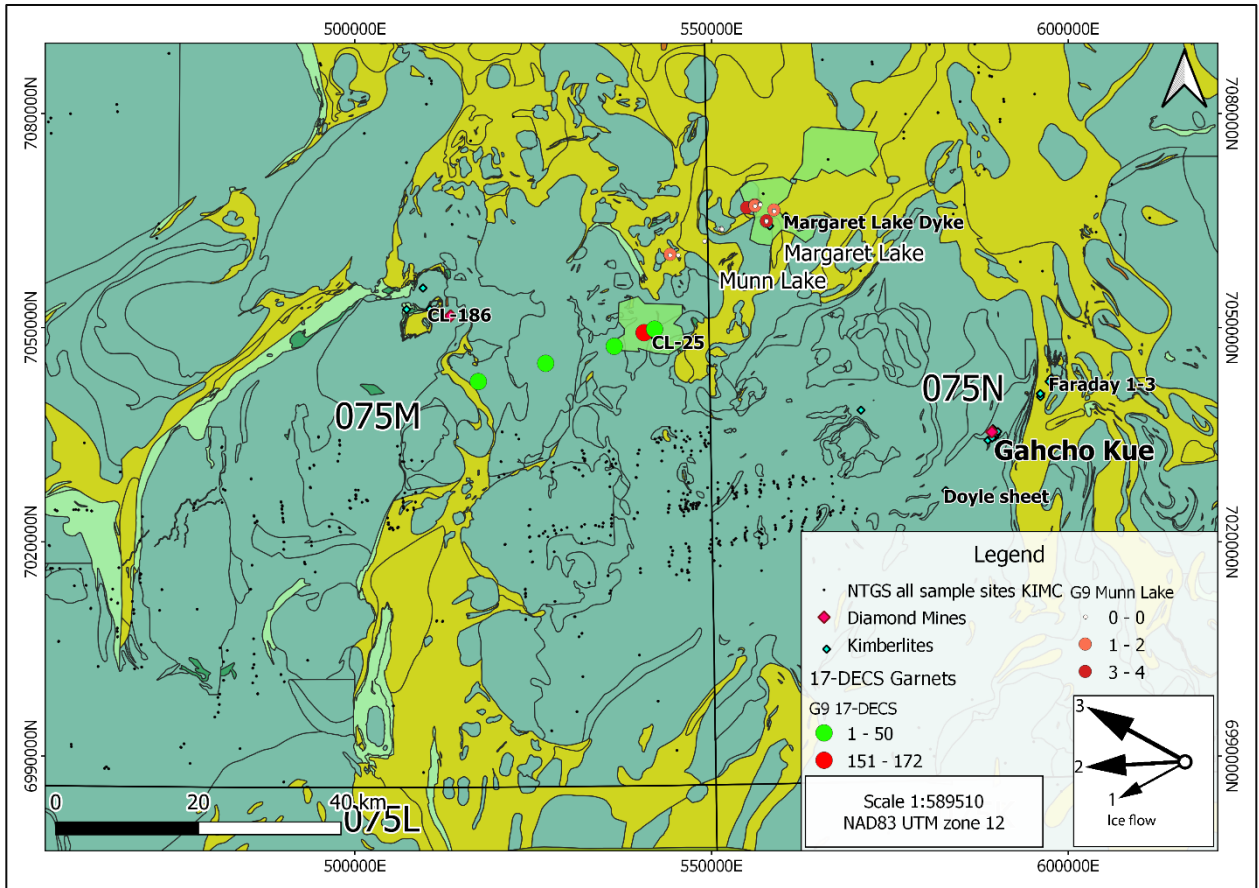 500000E
550000E
600000E
7080000N
7080000N
Margaret Lake Dyke
Margaret Lake
Munn Lake
7050000N
7050000N
CL-186
CL-25
075M
075N
Faraday 1-3
Gahcho Kue
Doyle sheet
7020000N
7020000N
Legend
NTGS all sample sites KIMC
Diamond Mines
Kimberlites
17-DECS Garnets
G9 17-DECS
1 - 50
151 - 172
G9 Munn Lake
0 - 0
1 - 2
3 - 4
3
2
1
Ice flow
6990000N
6990000N
Scale 1:589510
NAD83 UTM zone 12
0
20
40 km
075L
500000E
550000E
600000E